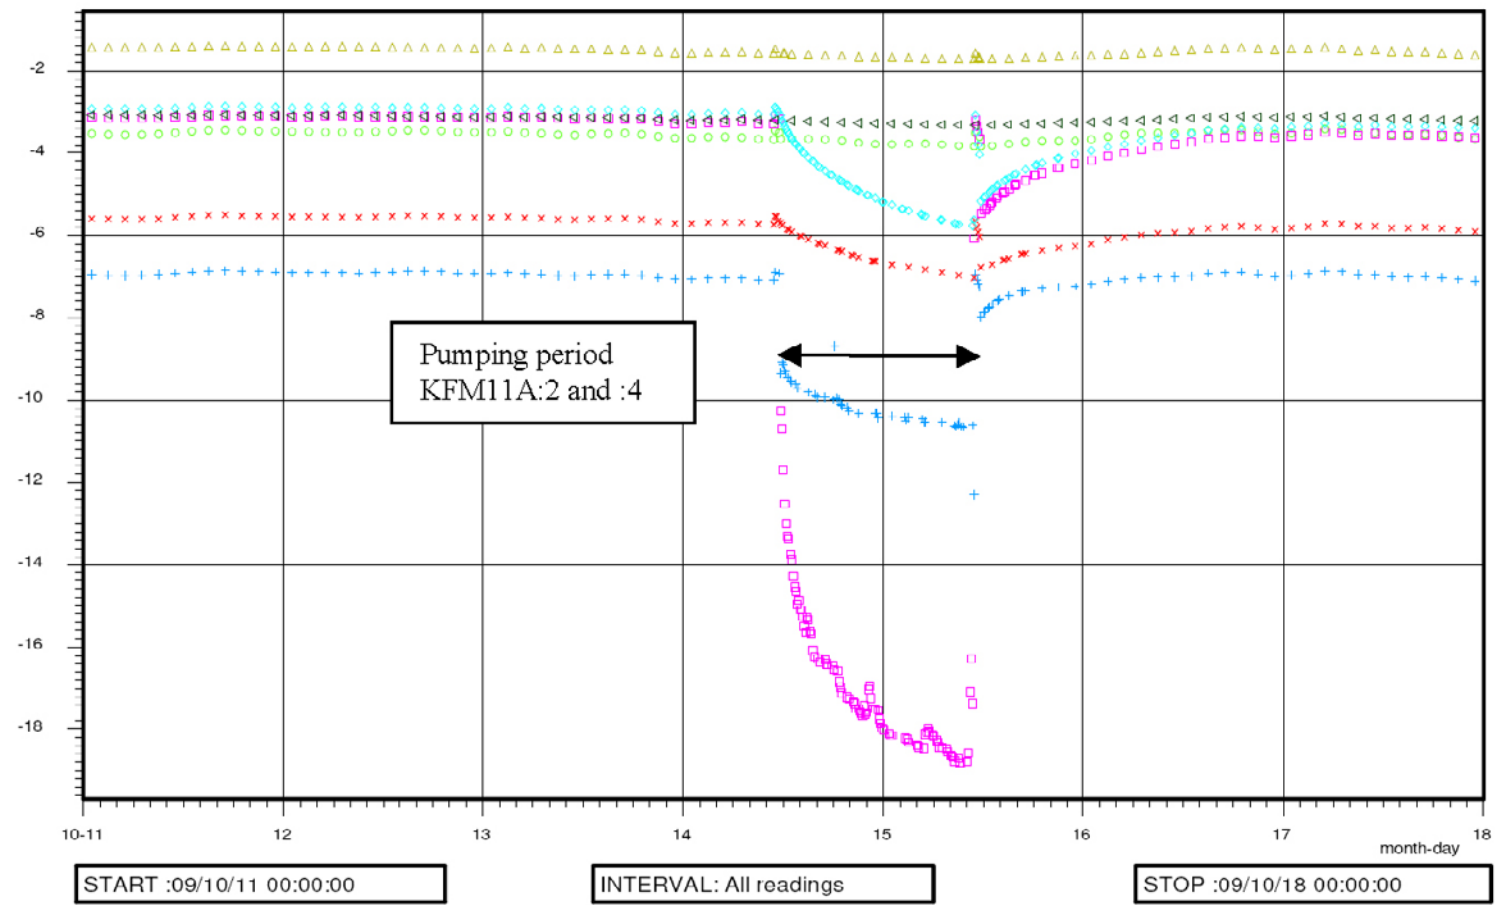 -2
-4
-6
-8
-10
-12
-14
-16
-18
Pumping period
KFM11A:2 and :4
10-11 12 13 14 15 16 17 18
month-day
START :09/10/11 00:00:00 INTERVAL: All readings STOP :09/10/18 00:00:00